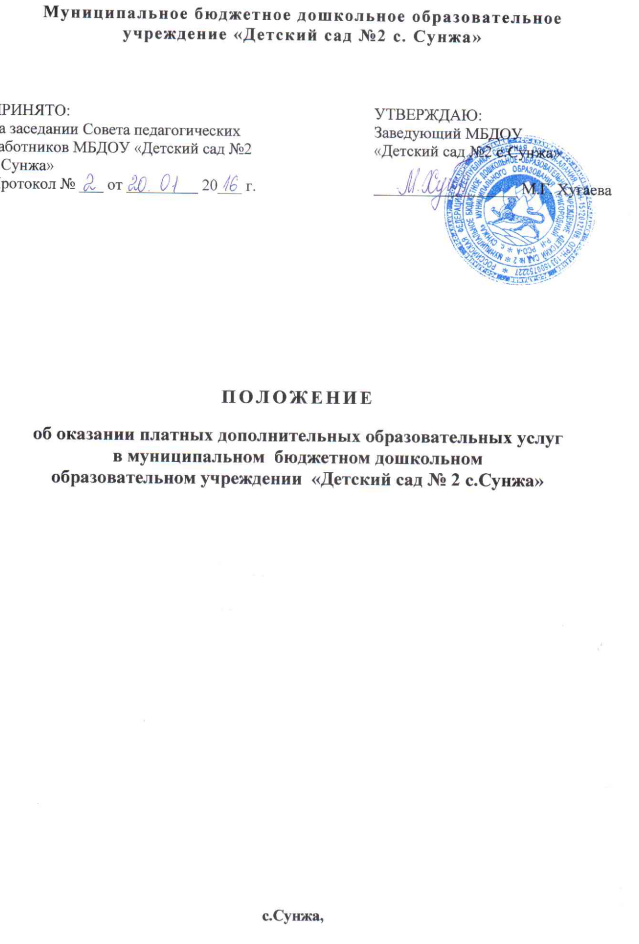 Муниципальное бюджетное дошкольное образовательное
учреждение «Детский сад №2 с. Сунжа»
РИНЯТО:
а заседании Совета педагогических
аботников МБДОУ «Детский сад №2
Сунжа»
ротокол № 2 от 20 01 2016 г.
УТВЕРЖДАЮ:
Заведующий МБДОУ
«Детский сад №2 с.Сунжа»
М.Г. Хугаева
ПОЛОЖЕНИЕ
об оказании платных дополнительных образовательных услуг
в муниципальном бюджетном дошкольном
образовательном учреждении «Детский сад № 2 с.Сунжа»
с.Сунжа,